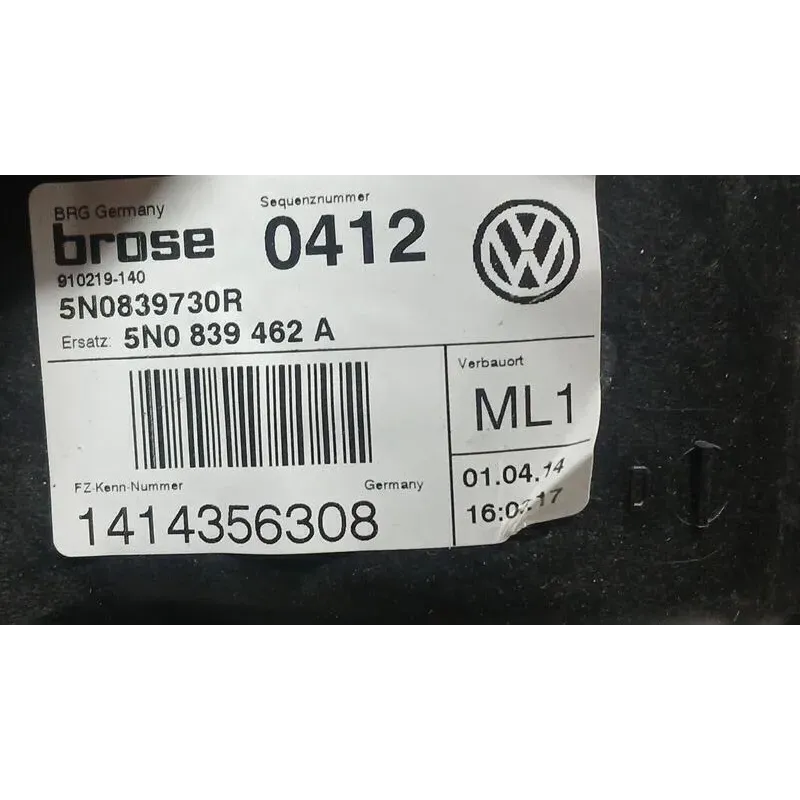 BRG Germany
brose
910219-140
5N0839730R
Ersatz: 5N0 839 462 A
Sequenznummer
0412
VW
FZ-Kenn-Nummer
Germany
1414356308
Verbauort
ML1
01.04.14
D